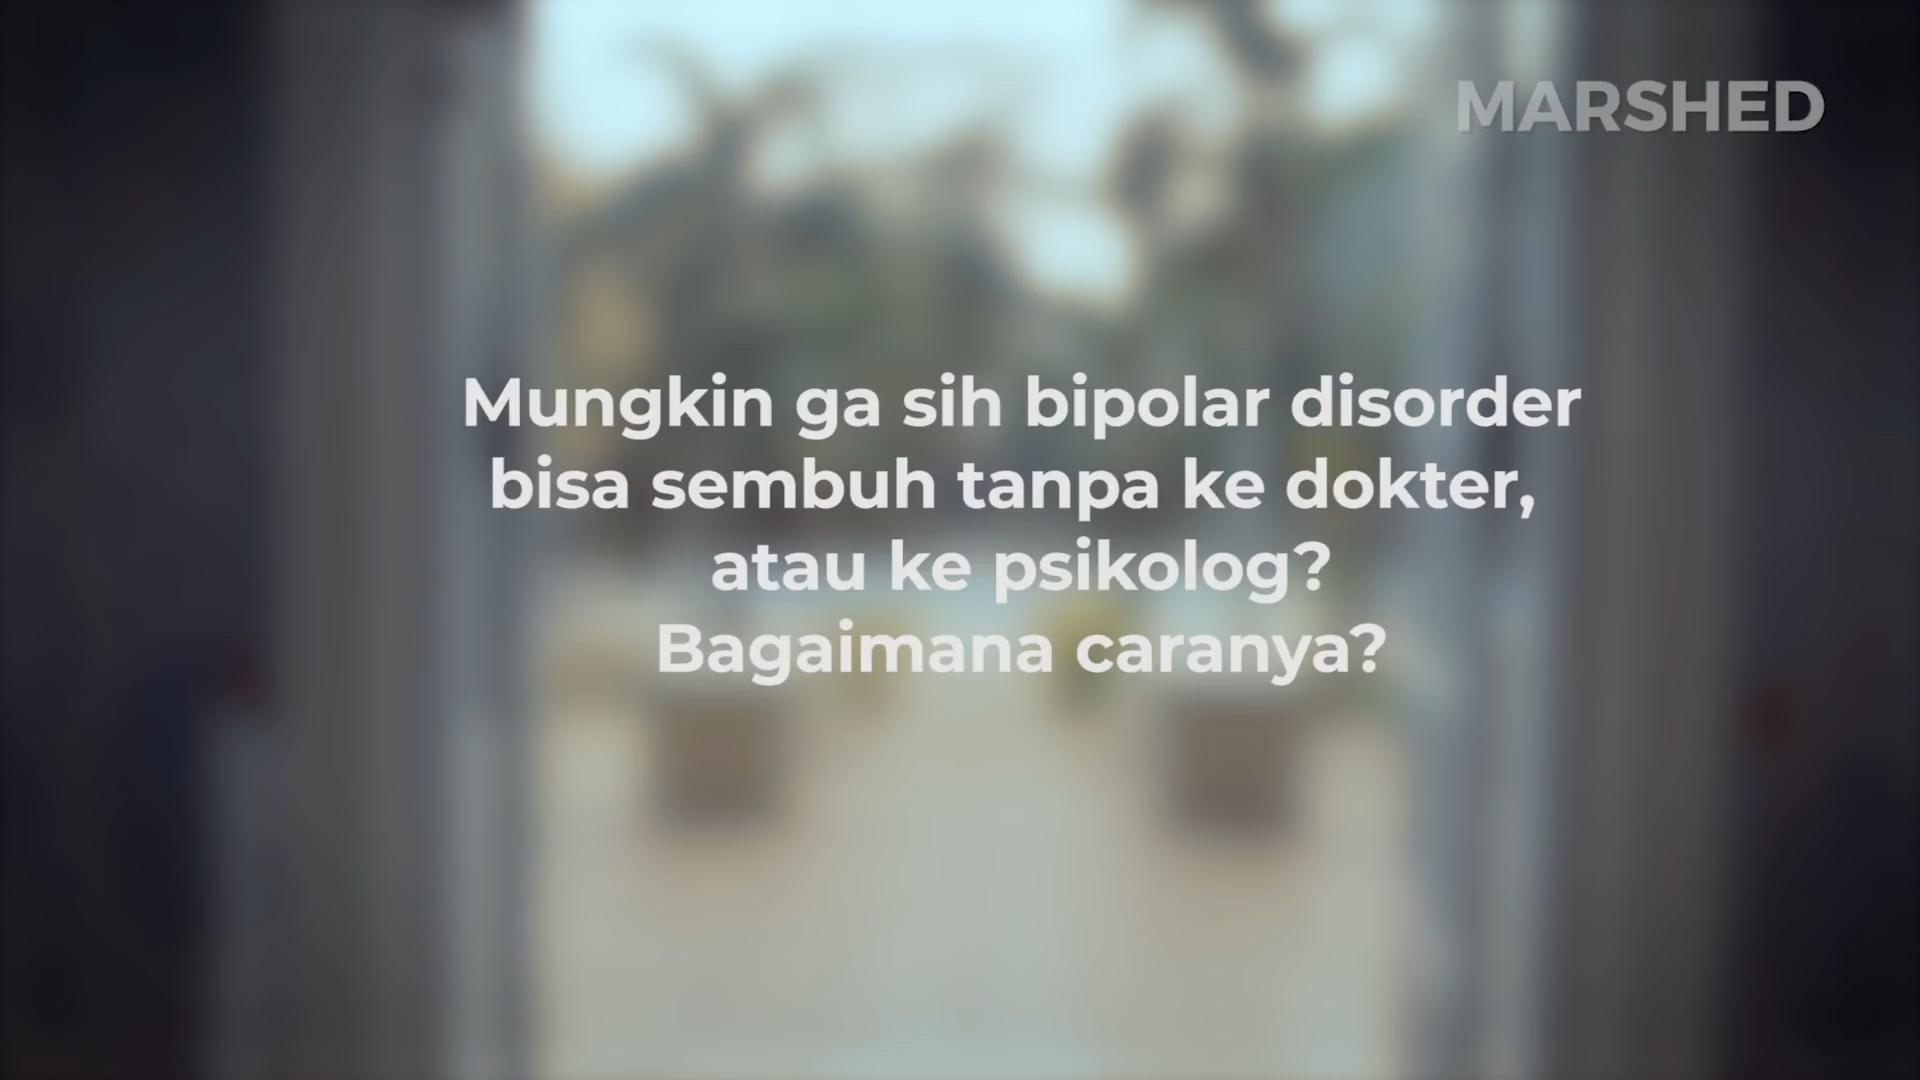 MARSHED
Mungkin ga sih bipolar disorder
bisa sembuh tanpa ke dokter,
atau ke psikolog?
Bagaimana caranya?